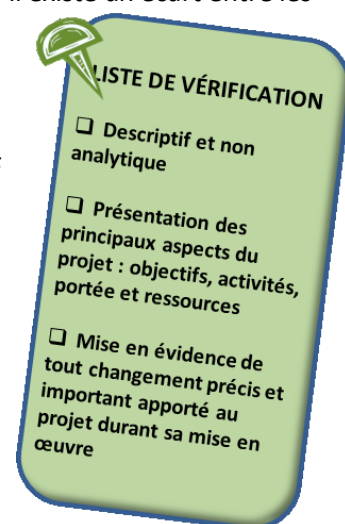 il existe un écart entre les
LISTE DE VÉRIFICATION
❑ Descriptif et non
analytique
❑ Présentation des
principaux aspects du
projet : objectifs, activités,
portée et ressources
❑ Mise en évidence de
tout changement précis et
important apporté au
projet durant sa mise en
œuvre